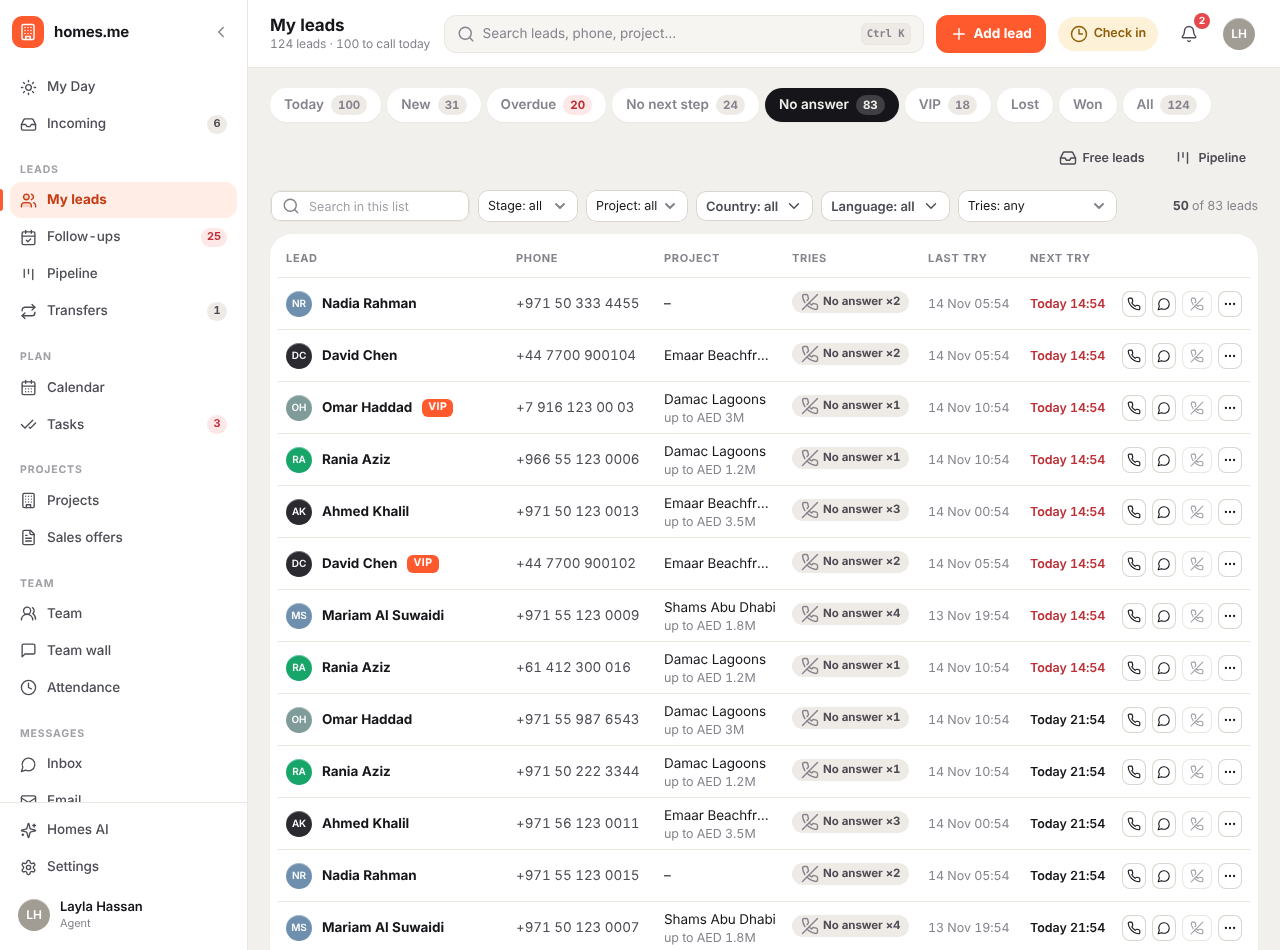 homes.me
My Day
Incoming 6
LEADS
My leads
Follow-ups 25
Pipeline
Transfers 1
PLAN
Calendar
Tasks 3
PROJECTS
Projects
Sales offers
TEAM
Team
Team wall
Attendance
MESSAGES
Inbox
Email
Homes AI
Settings
LH Layla Hassan
Agent
My leads
124 leads · 100 to call today
Search leads, phone, project... Ctrl K
Add lead
Check in
2
LH
Today 100 New 31 Overdue 20 No next step 24 No answer 83 VIP 18 Lost Won All 124
Free leads Pipeline
Search in this list Stage: all Project: all Country: all Language: all Tries: any 50 of 83 leads
LEAD PHONE PROJECT TRIES LAST TRY NEXT TRY
NR Nadia Rahman +971 50 333 4455 – No answer ×2 14 Nov 05:54 Today 14:54
DC David Chen +44 7700 900104 Emaar Beachfr... No answer ×2 14 Nov 05:54 Today 14:54
OH Omar Haddad VIP +7 916 123 00 03 Damac Lagoons No answer ×1 14 Nov 10:54 Today 14:54
up to AED 3M
RA Rania Aziz +966 55 123 0006 Damac Lagoons No answer ×1 14 Nov 10:54 Today 14:54
up to AED 1.2M
AK Ahmed Khalil +971 50 123 0013 Emaar Beachfr... No answer ×3 14 Nov 00:54 Today 14:54
up to AED 3.5M
DC David Chen VIP +44 7700 900102 Emaar Beachfr... No answer ×2 14 Nov 05:54 Today 14:54
MS Mariam Al Suwaidi +971 55 123 0009 Shams Abu Dhabi No answer ×4 13 Nov 19:54 Today 14:54
up to AED 1.8M
RA Rania Aziz +61 412 300 016 Damac Lagoons No answer ×1 14 Nov 10:54 Today 14:54
up to AED 1.2M
OH Omar Haddad +971 55 987 6543 Damac Lagoons No answer ×1 14 Nov 10:54 Today 21:54
up to AED 3M
RA Rania Aziz +971 50 222 3344 Damac Lagoons No answer ×1 14 Nov 10:54 Today 21:54
up to AED 1.2M
AK Ahmed Khalil +971 56 123 0011 Emaar Beachfr... No answer ×3 14 Nov 00:54 Today 21:54
up to AED 3.5M
NR Nadia Rahman +971 55 123 0015 – No answer ×2 14 Nov 05:54 Today 21:54
MS Mariam Al Suwaidi +971 50 123 0007 Shams Abu Dhabi No answer ×4 13 Nov 19:54 Today 21:54
up to AED 1.8M